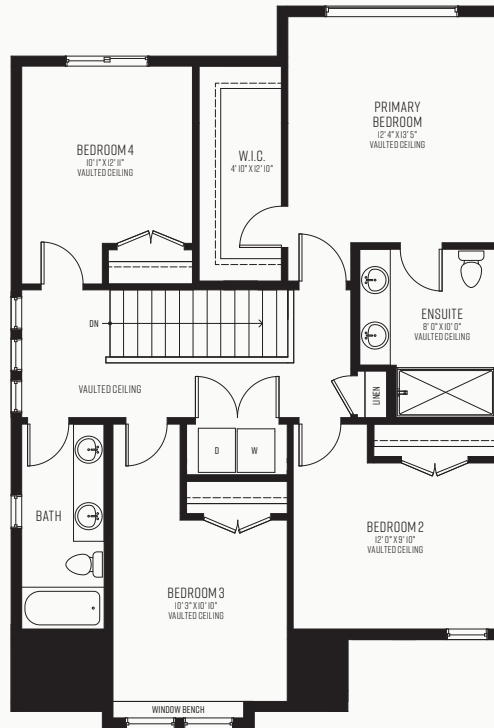 PRIMARY
BEDROOM
12' 4" X 13' 5"
VAULTED CEILING
BEDROOM 4
10' 1" X 12' 11"
VAULTED CEILING
W.I.C.
4' 10" X 12' 10"
ENSUITE
8' 0" X 10' 0"
VAULTED CEILING
DN
VAULTED CEILING
LINEN
D
W
BATH
BEDROOM 2
12' 0" X 9' 10"
VAULTED CEILING
BEDROOM 3
10' 3" X 10' 10"
VAULTED CEILING
WINDOW BENCH